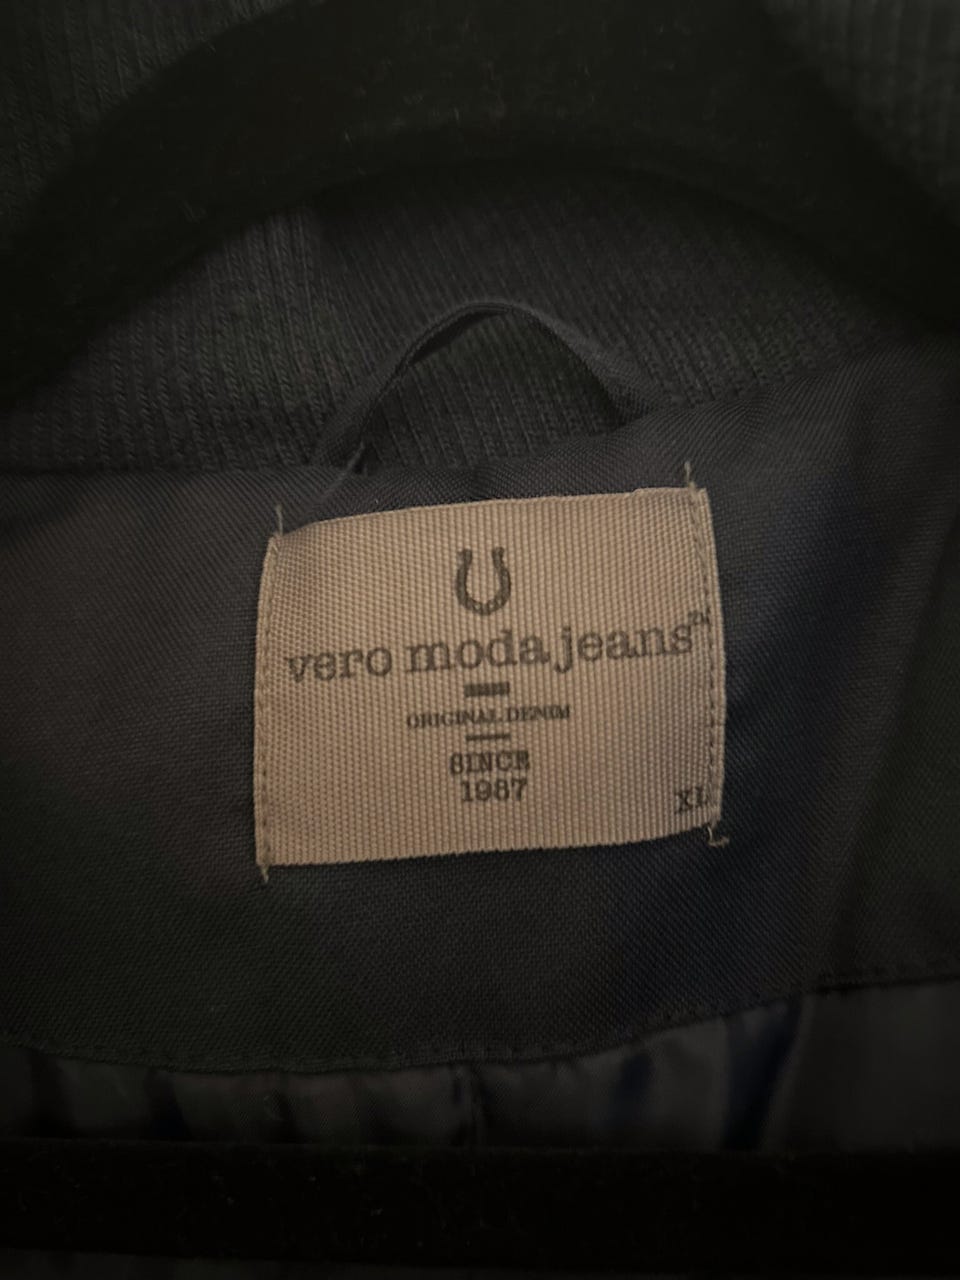 vero moda jeans
ORIGINAL DENIM
SINCE
1987
XL